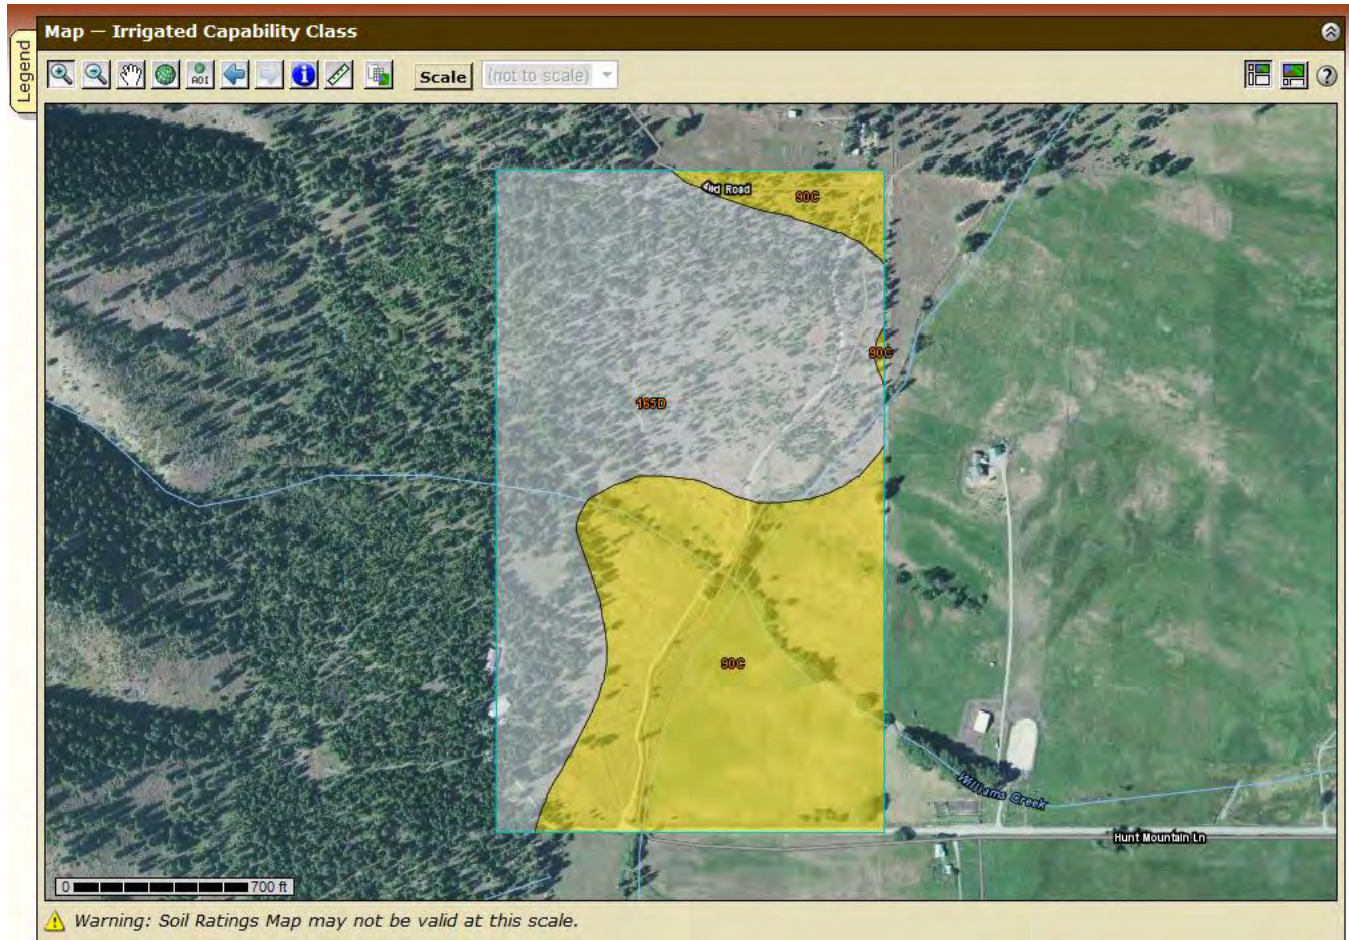 Legend
Map — Irrigated Capability Class
AOI
Scale
(not to scale)
4wd Road
90C
90C
165D
90C
Williams Creek
Hunt Mountain Ln
0
700 ft
Warning: Soil Ratings Map may not be valid at this scale.